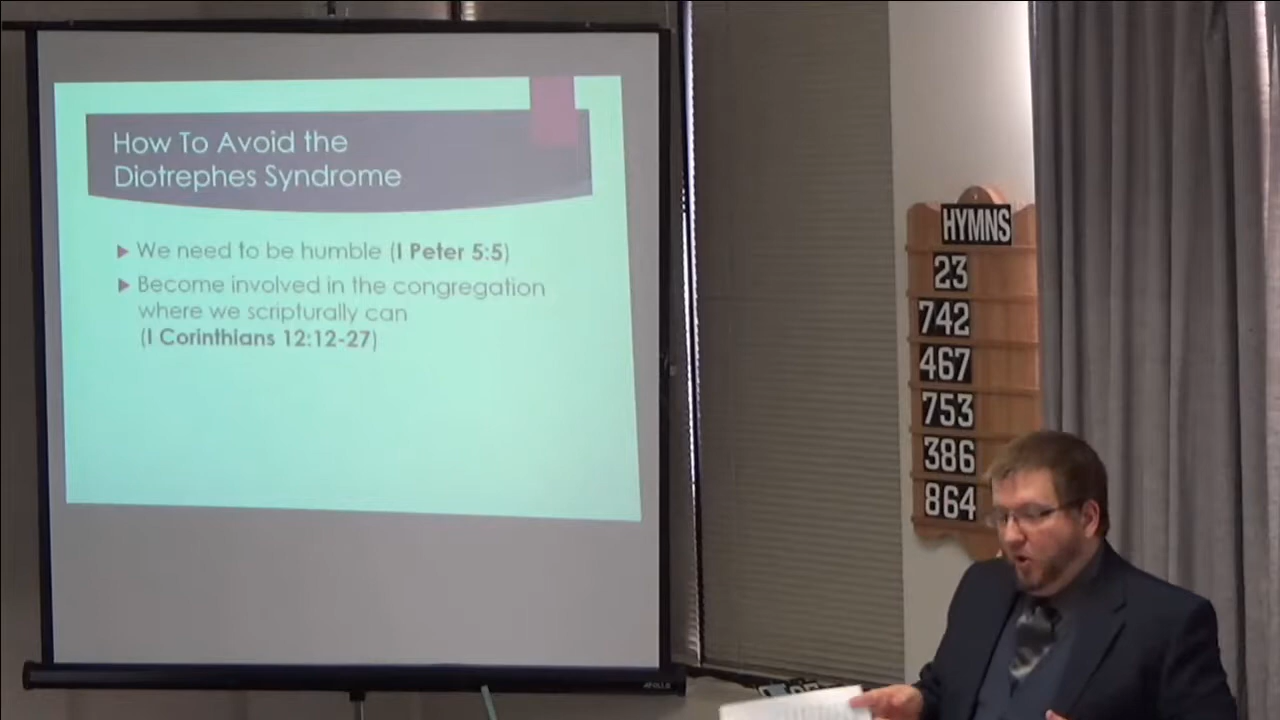 How To Avoid the
Diotrephes Syndrome
We need to be humble (I Peter 5:5)
Become involved in the congregation
where we scripturally can
(I Corinthians 12:12-27)
HYMNS
23
742
467
753
386
864
APOLLO